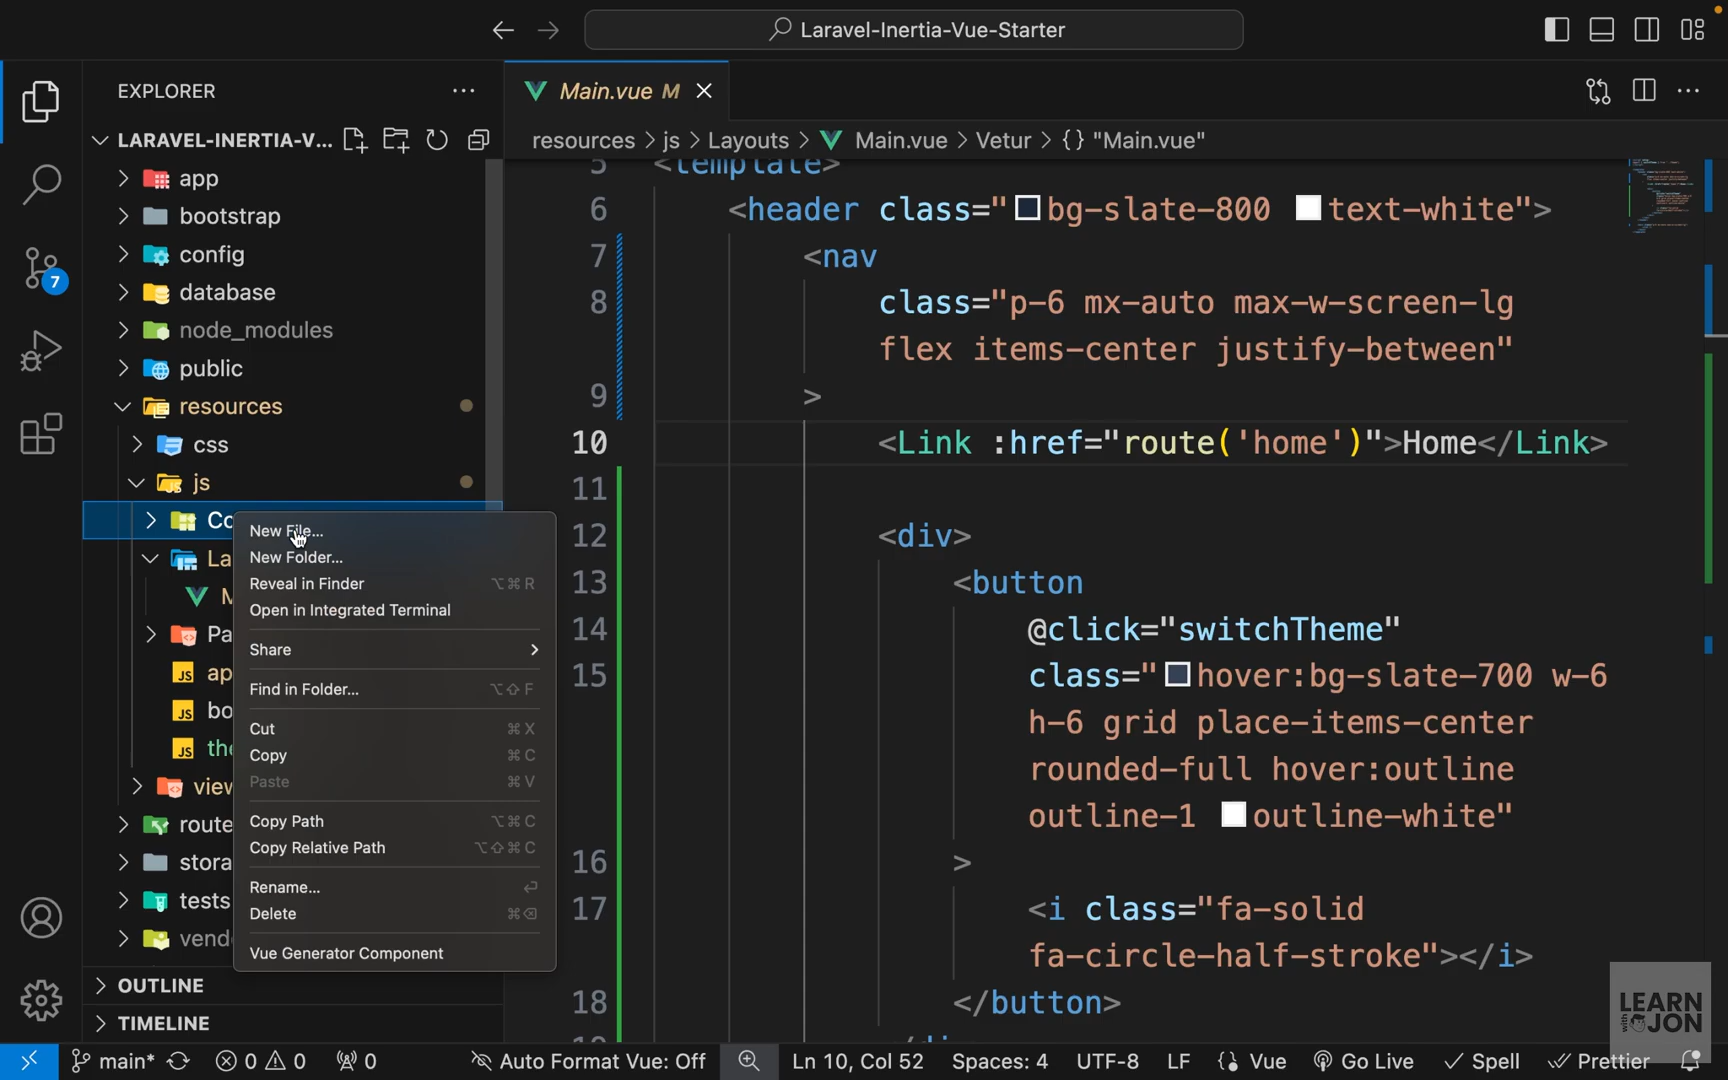 Laravel-Inertia-Vue-Starter
EXPLORER
Main.vue M
LARAVEL-INERTIA-V...
resources > js > Layouts > Main.vue > Vetur > {} "Main.vue"
app
bootstrap
config
database
node_modules
public
resources
css
js
Co
La
M
Pa
ap
bo
the
view
route
stora
tests
vend
OUTLINE
TIMELINE
7
New File...
New Folder...
Reveal in Finder ⌥⌘R
Open in Integrated Terminal
Share
Find in Folder... ⌥⇧F
Cut ⌘X
Copy ⌘C
Paste ⌘V
Copy Path ⌥⌘C
Copy Relative Path ⌥⇧⌘C
Rename... ⏎
Delete ⌘⌫
Vue Generator Component
5 <template>
6 <header class="bg-slate-800 text-white">
7 <nav
8 class="p-6 mx-auto max-w-screen-lg
flex items-center justify-between"
9 >
10 <Link :href="route('home')">Home</Link>
11
12 <div>
13 <button
14 @click="switchTheme"
15 class="hover:bg-slate-700 w-6
h-6 grid place-items-center
rounded-full hover:outline
outline-1 outline-white"
16 >
17 <i class="fa-solid
fa-circle-half-stroke"></i>
18 </button>
LEARN
with
JON
main* 0 0 0 Auto Format Vue: Off Ln 10, Col 52 Spaces: 4 UTF-8 LF {} Vue Go Live Spell Prettier